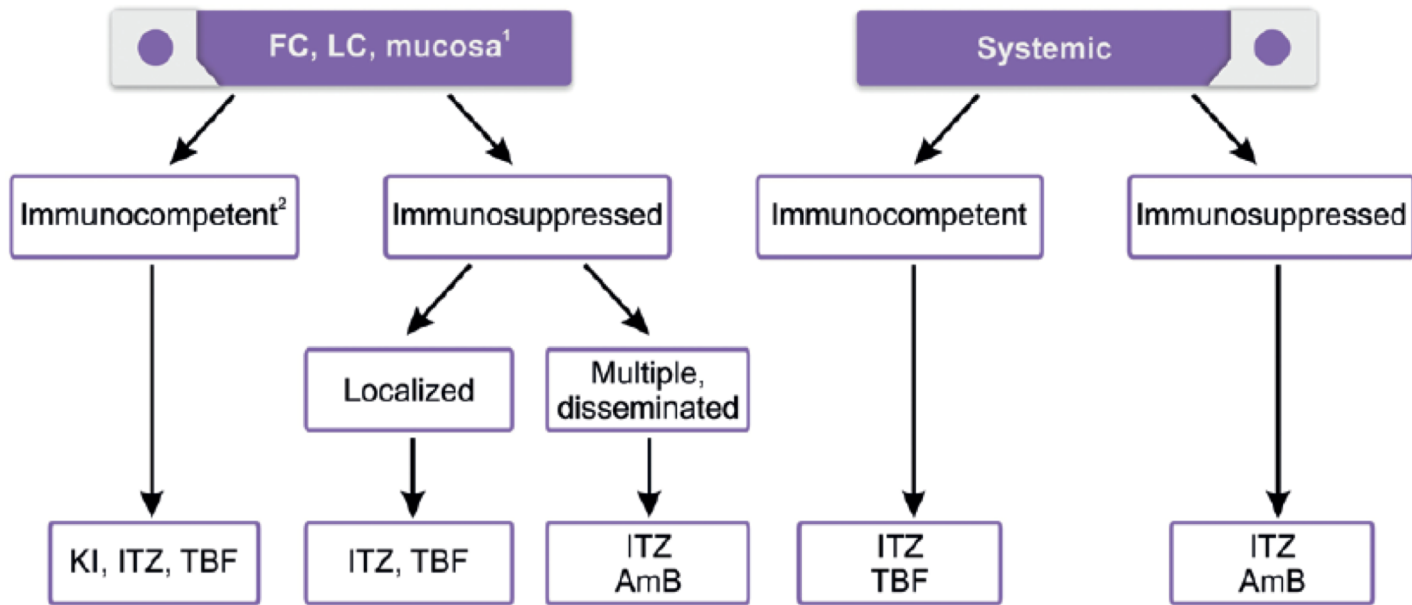 FC, LC, mucosa¹
Systemic
Immunocompetent²
Immunosuppressed
Immunocompetent
Immunosuppressed
Localized
Multiple,
disseminated
KI, ITZ, TBF
ITZ, TBF
ITZ
AmB
ITZ
TBF
ITZ
AmB